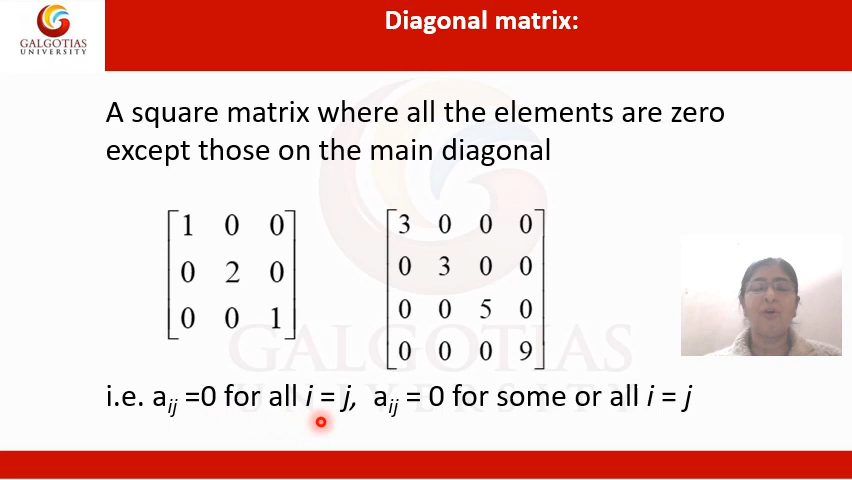 GALGOTIAS
UNIVERSITY
Diagonal matrix:
A square matrix where all the elements are zero
except those on the main diagonal
1 0 0
0 2 0
0 0 1
3 0 0 0
0 3 0 0
0 0 5 0
0 0 0 9
GALGOTIAS
UNIVERSITY
i.e. aij =0 for all i = j, aij = 0 for some or all i = j